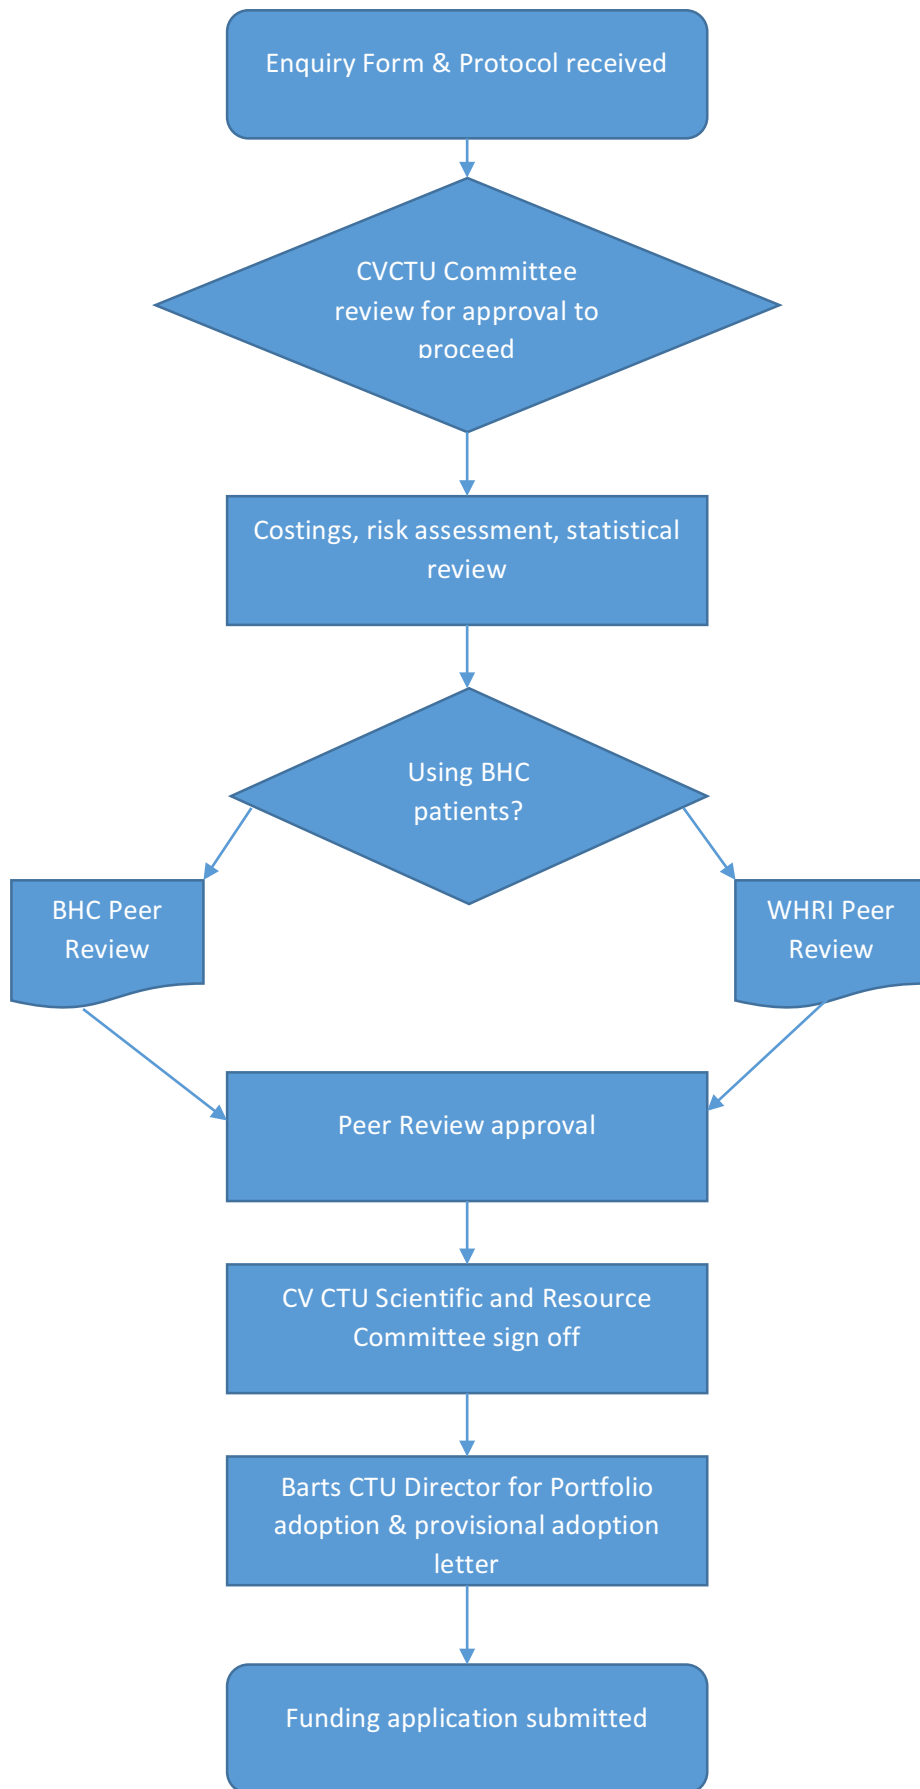 Enquiry Form & Protocol received
CVCTU Committee
review for approval to
proceed
Costings, risk assessment, statistical
review
Using BHC
patients?
BHC Peer
Review
WHRI Peer
Review
Peer Review approval
CV CTU Scientific and Resource
Committee sign off
Barts CTU Director for Portfolio
adoption & provisional adoption
letter
Funding application submitted